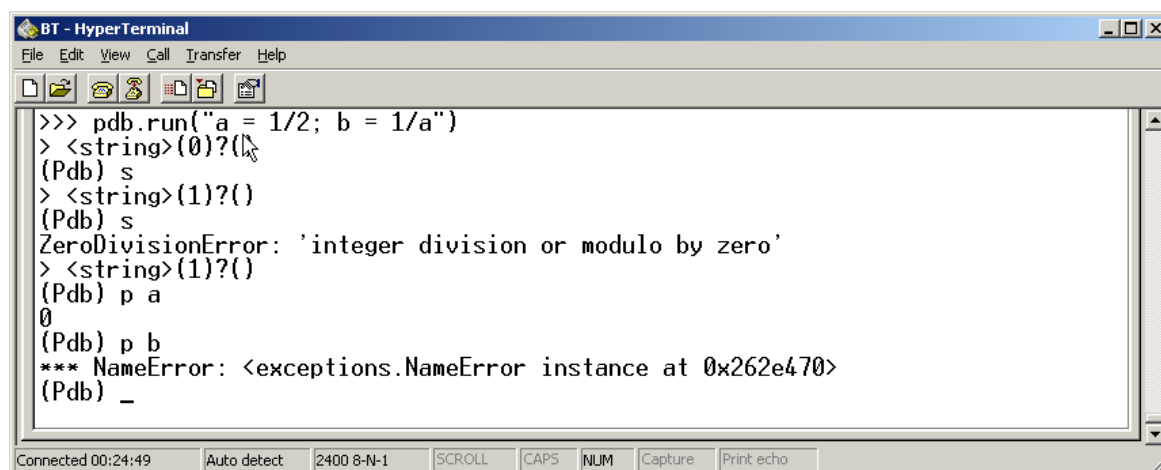 BT - HyperTerminal
File Edit View Call Transfer Help
>>> pdb.run("a = 1/2; b = 1/a")
> <string>(0)?(
(Pdb) s
> <string>(1)?()
(Pdb) s
ZeroDivisionError: 'integer division or modulo by zero'
> <string>(1)?()
(Pdb) p a
0
(Pdb) p b
*** NameError: <exceptions.NameError instance at 0x262e470>
(Pdb) _
Connected 00:24:49 Auto detect 2400 8-N-1 SCROLL CAPS NUM Capture Print echo